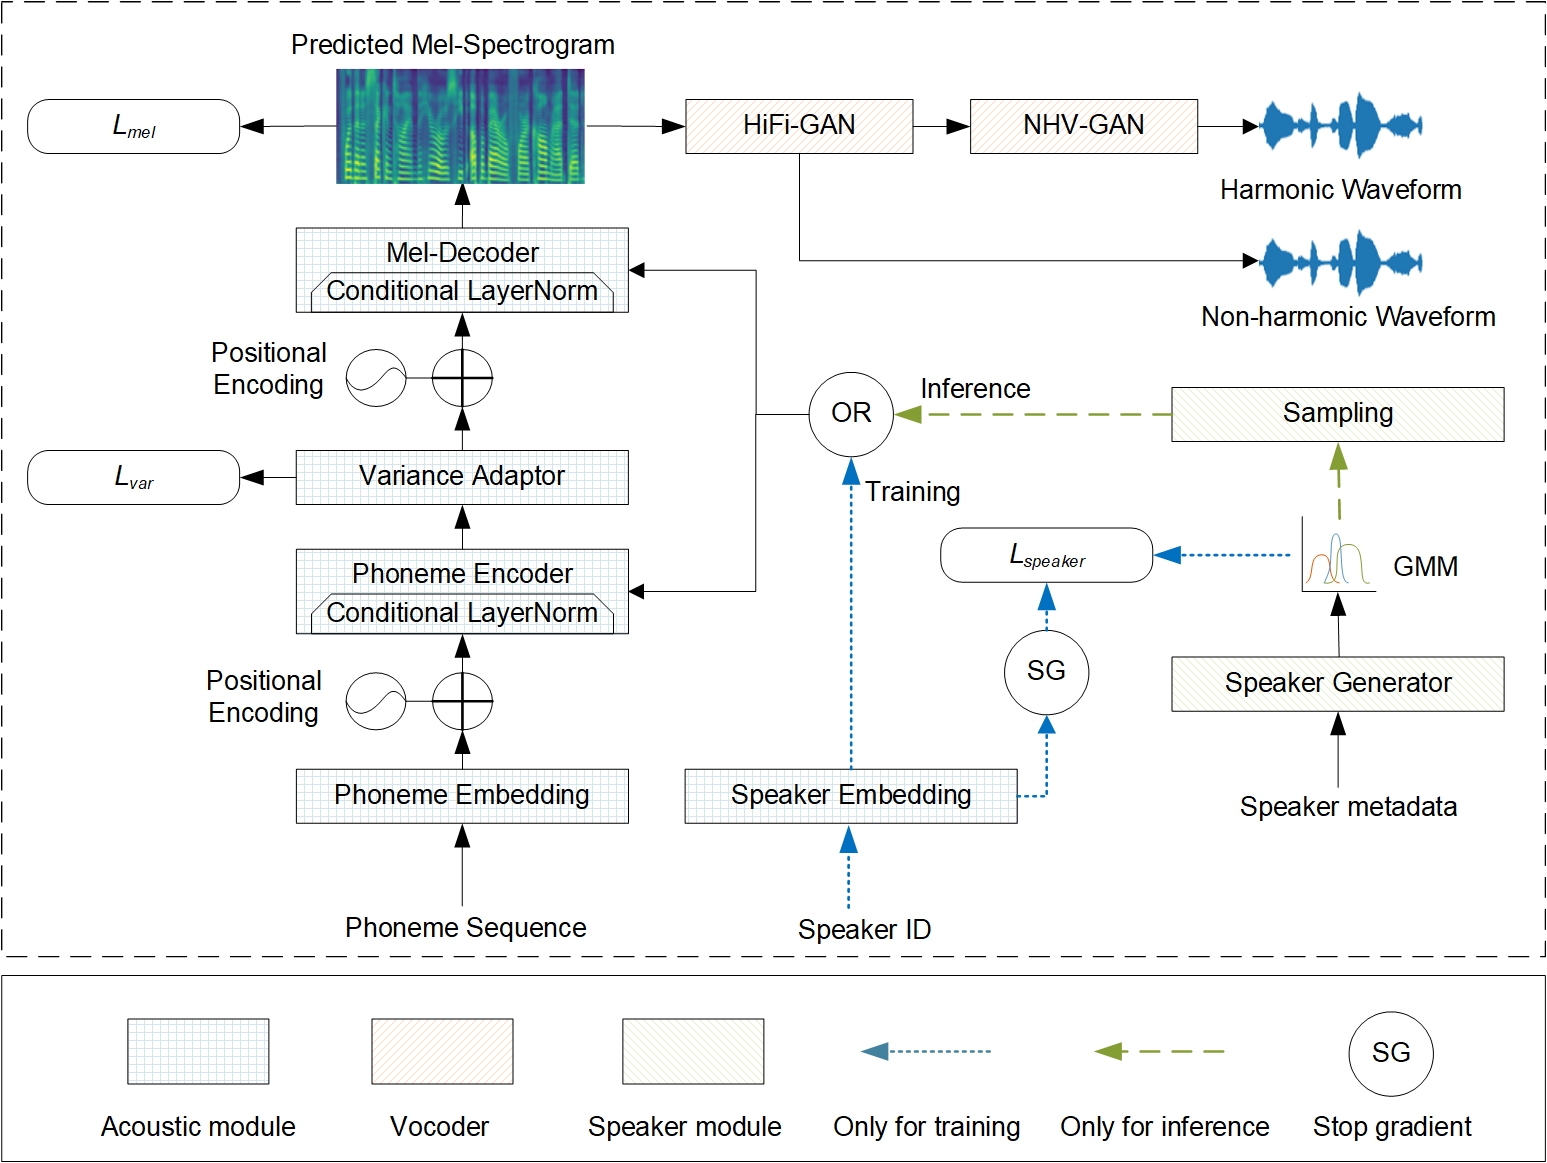 Predicted Mel-Spectrogram
L mel
HiFi-GAN
NHV-GAN
Harmonic Waveform
Mel-Decoder
Conditional LayerNorm
Non-harmonic Waveform
Positional
Encoding
OR
Inference
Sampling
L var
Variance Adaptor
Training
L speaker
GMM
Phoneme Encoder
Conditional LayerNorm
SG
Speaker Generator
Positional
Encoding
Phoneme Embedding
Speaker Embedding
Speaker metadata
Phoneme Sequence
Speaker ID
SG
Acoustic module
Vocoder
Speaker module
Only for training
Only for inference
Stop gradient